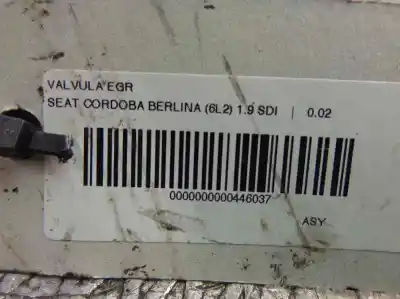 VALVULA EGR
SEAT CORDOBA BERLINA (6L2) 1.9 SDI | 0.02
0000000000446037
ASY